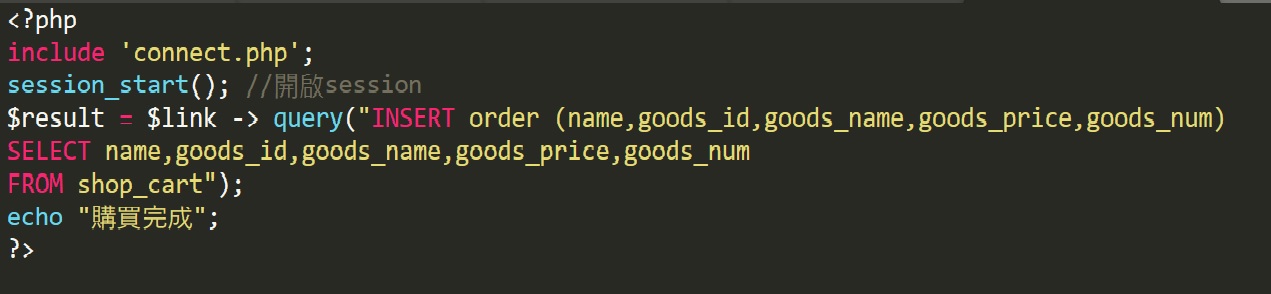 <?php
include 'connect.php';
session_start(); //開啟session
$result = $link -> query("INSERT order (name,goods_id,goods_name,goods_price,goods_num)
SELECT name,goods_id,goods_name,goods_price,goods_num
FROM shop_cart");
echo "購買完成";
?>